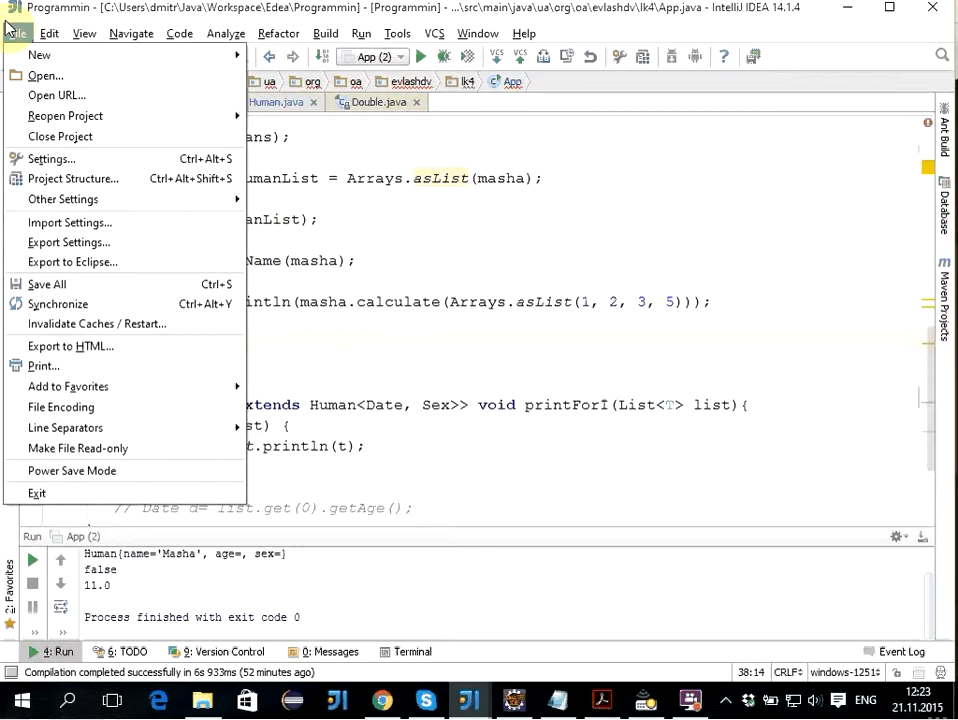 Programmin - [C:\Users\dmitr\Java\Workspace\Edea\Programmin] - [Programmin] - ...\src\main\java\ua\org\oa\evlashdv\lk4\App.java] - IntelliJ IDEA 14.1.4
File Edit View Navigate Code Analyze Refactor Build Run Tools VCS Window Help
App (2)
ua org oa evlashdv lk4 App
Human.java Double.java
New
Open...
Open URL...
Reopen Project
Close Project
Settings... Ctrl+Alt+S
Project Structure... Ctrl+Alt+Shift+S
Other Settings
Import Settings...
Export Settings...
Export to Eclipse...
Save All Ctrl+S
Synchronize Ctrl+Alt+Y
Invalidate Caches / Restart...
Export to HTML...
Print...
Add to Favorites
File Encoding
Line Separators
Make File Read-only
Power Save Mode
Exit
ans);
umanList = Arrays.asList(masha);
anList);
Name(masha);
intln(masha.calculate(Arrays.asList(1, 2, 3, 5)));
xtends Human<Date, Sex>> void printForI(List<T> list){
st) {
t.println(t);
// Date d= list.get(0).getAge();
Ant Build
Database
Maven Projects
2: Favorites
Run App (2)
Human{name='Masha', age=, sex=}
false
11.0
Process finished with exit code 0
4: Run 6: TODO 9: Version Control 0: Messages Terminal Event Log
Compilation completed successfully in 6s 933ms (52 minutes ago) 38:14 CRLF windows-1251
ENG
12:23
21.11.2015